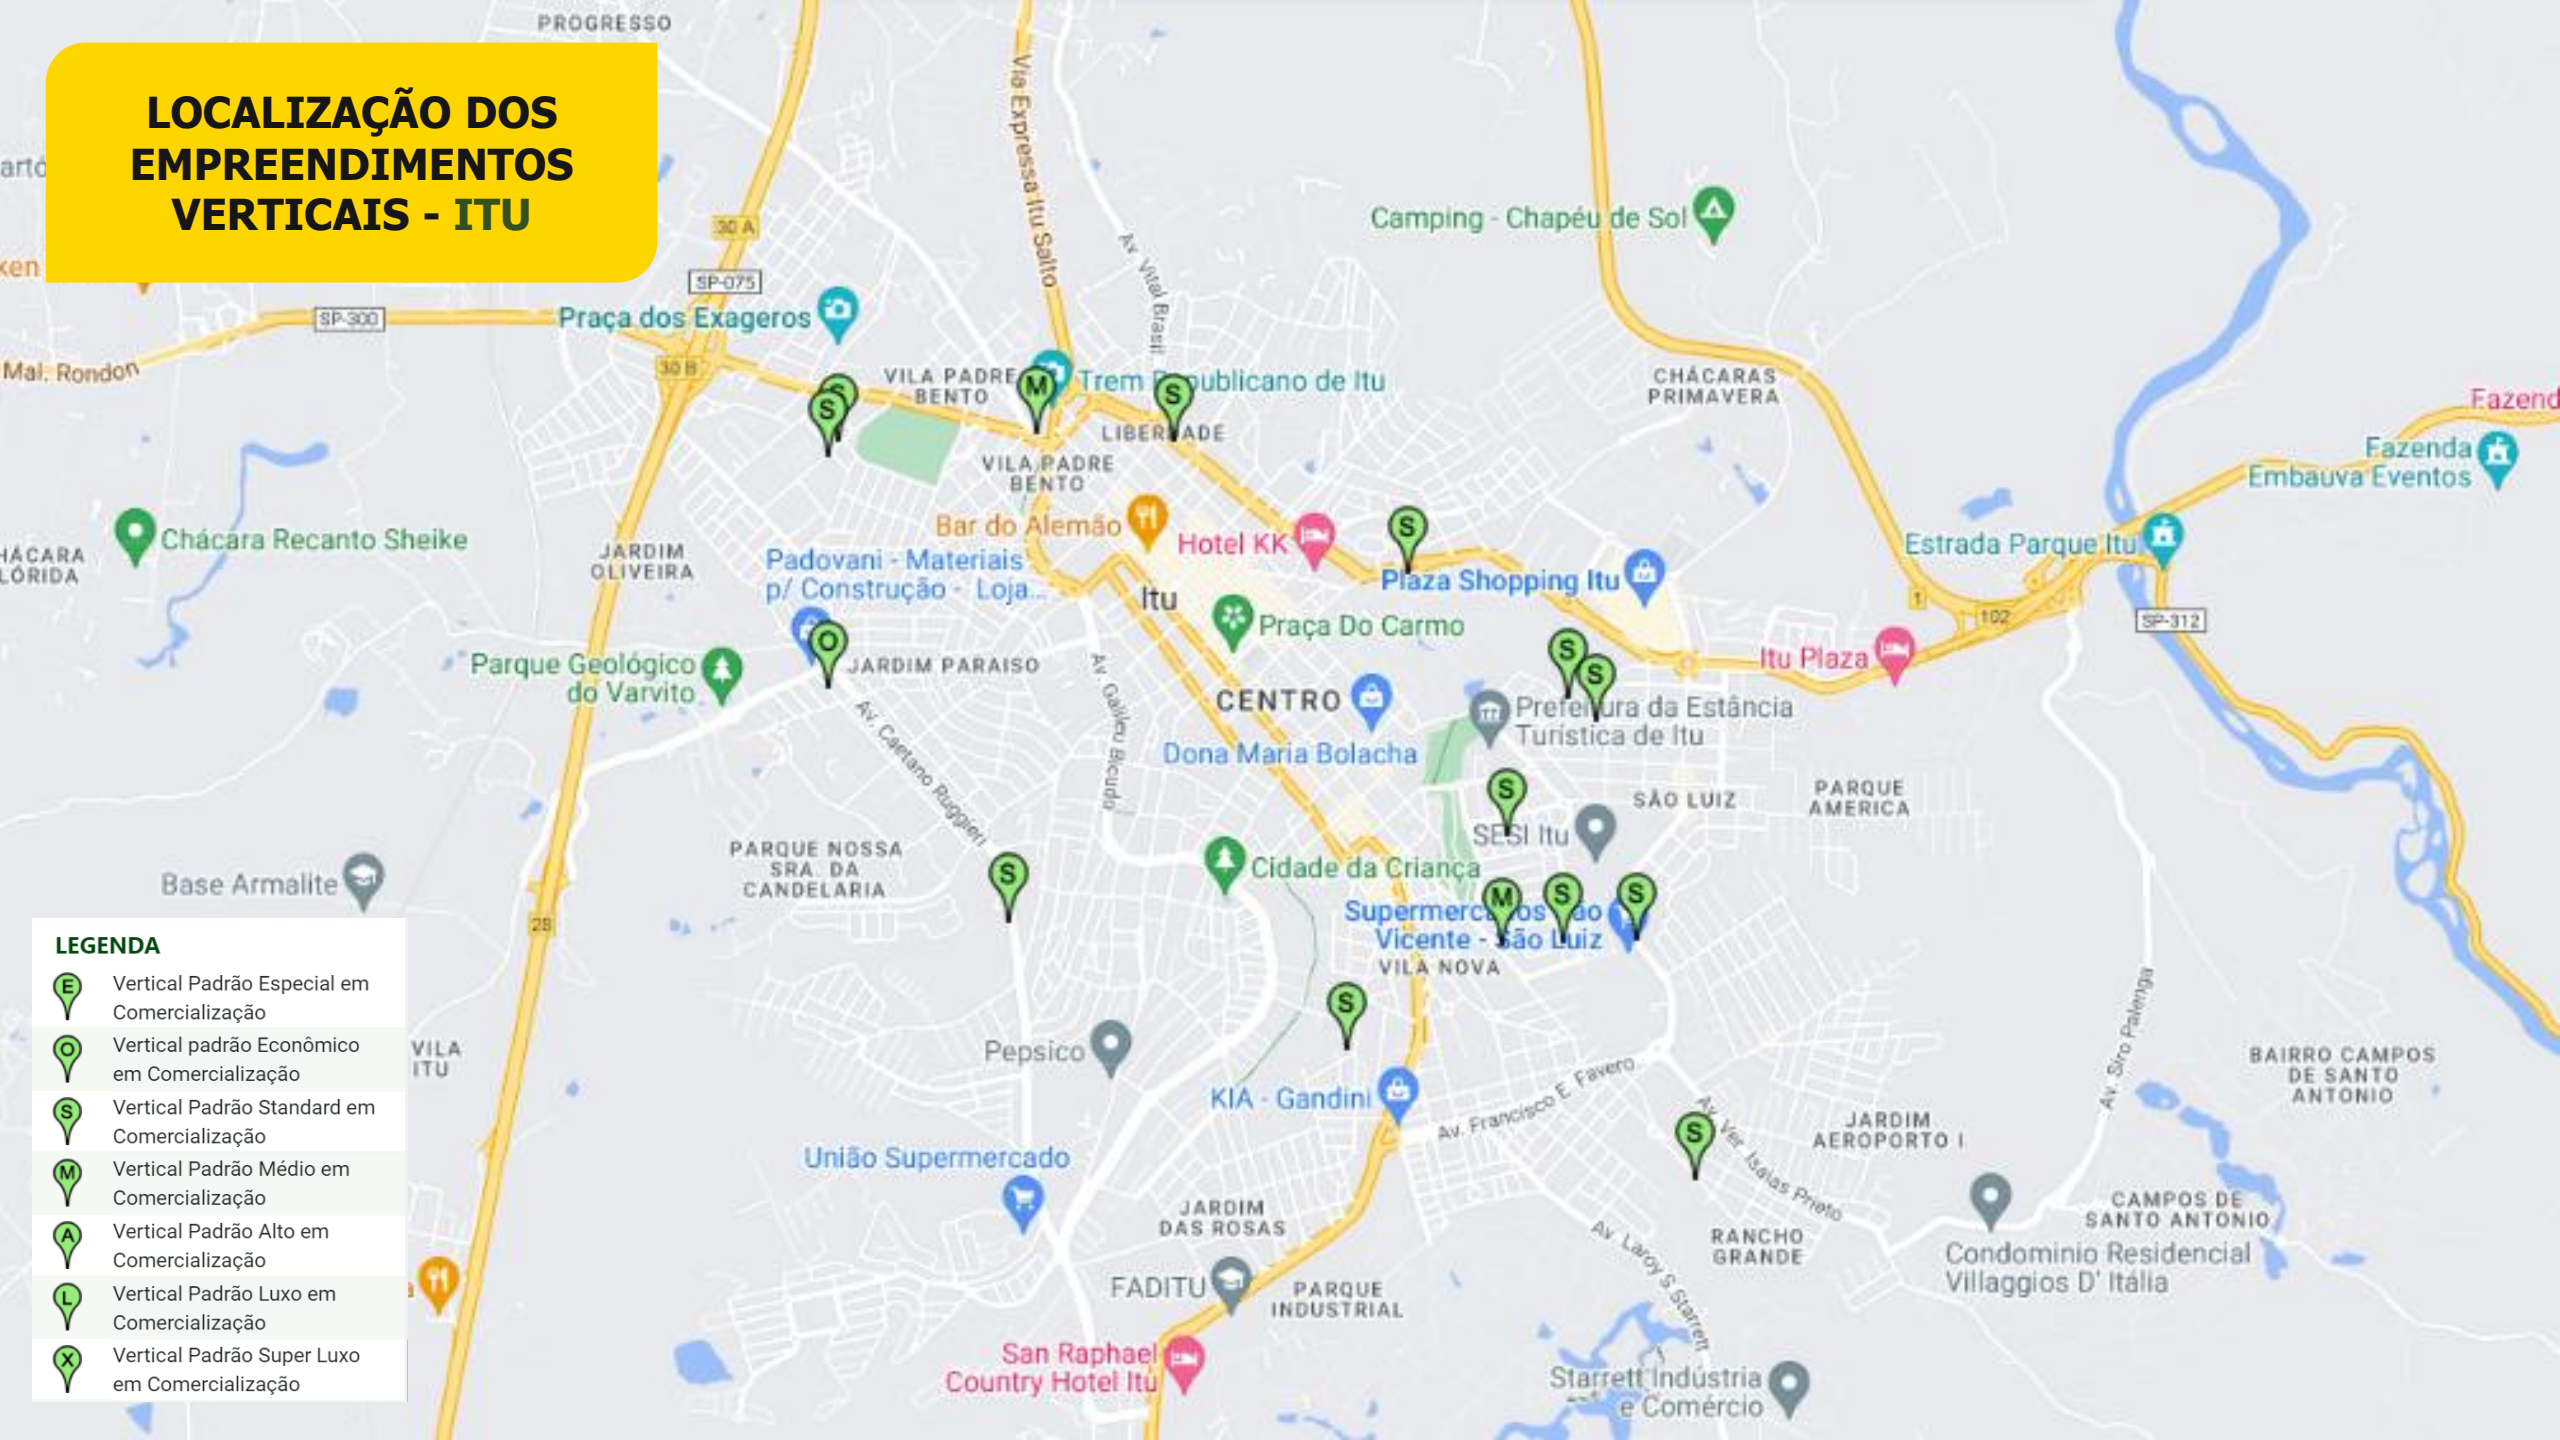 PROGRESSO
LOCALIZAÇÃO DOS
EMPREENDIMENTOS
VERTICAIS - ITU
30 A
SP-075
SP-300
30 B
Mal. Rondon
Via Expressa Itu Salto
Av. Vital Brasil
Camping - Chapéu de Sol
Praça dos Exageros
VILA PADRE
BENTO
M
Trem Republicano de Itu
S
S
S
LIBERDADE
VILA PADRE
BENTO
CHÁCARAS
PRIMAVERA
Fazenda
Embauva Eventos
Chácara Recanto Sheike
JARDIM
OLIVEIRA
Bar do Alemão
Hotel KK
S
Padovani - Materiais
p/ Construção - Loja...
Itu
Plaza Shopping Itu
Estrada Parque Itu
1
102
SP-312
Praça Do Carmo
O
JARDIM PARAISO
Parque Geológico
do Varvito
S
S
Itu Plaza
Av. Galileu Bicudo
CENTRO
Dona Maria Bolacha
Prefeitura da Estância
Turística de Itu
Av. Caetano Ruggieri
S
SÃO LUIZ
PARQUE
AMERICA
SESI Itu
PARQUE NOSSA
SRA. DA
CANDELARIA
S
Cidade da Criança
Base Armalite
28
M
S
S
Supermercados São
Vicente - São Luiz
VILA NOVA
S
VILA
ITU
Pepsico
KIA - Gandini
Av. Francisco E. Favero
Av. Siro Palenga
BAIRRO CAMPOS
DE SANTO
ANTONIO
S
Av. Ver. Isaias Prieto
JARDIM
AEROPORTO I
União Supermercado
JARDIM
DAS ROSAS
Av. Laroy S Starrett
RANCHO
GRANDE
CAMPOS DE
SANTO ANTONIO
Condominio Residencial
Villaggios D' Itália
FADITU
PARQUE
INDUSTRIAL
San Raphael
Country Hotel Itú
Starrett Indústria
e Comércio
LEGENDA
E Vertical Padrão Especial em
Comercialização
O Vertical padrão Econômico
em Comercialização
S Vertical Padrão Standard em
Comercialização
M Vertical Padrão Médio em
Comercialização
A Vertical Padrão Alto em
Comercialização
L Vertical Padrão Luxo em
Comercialização
X Vertical Padrão Super Luxo
em Comercialização